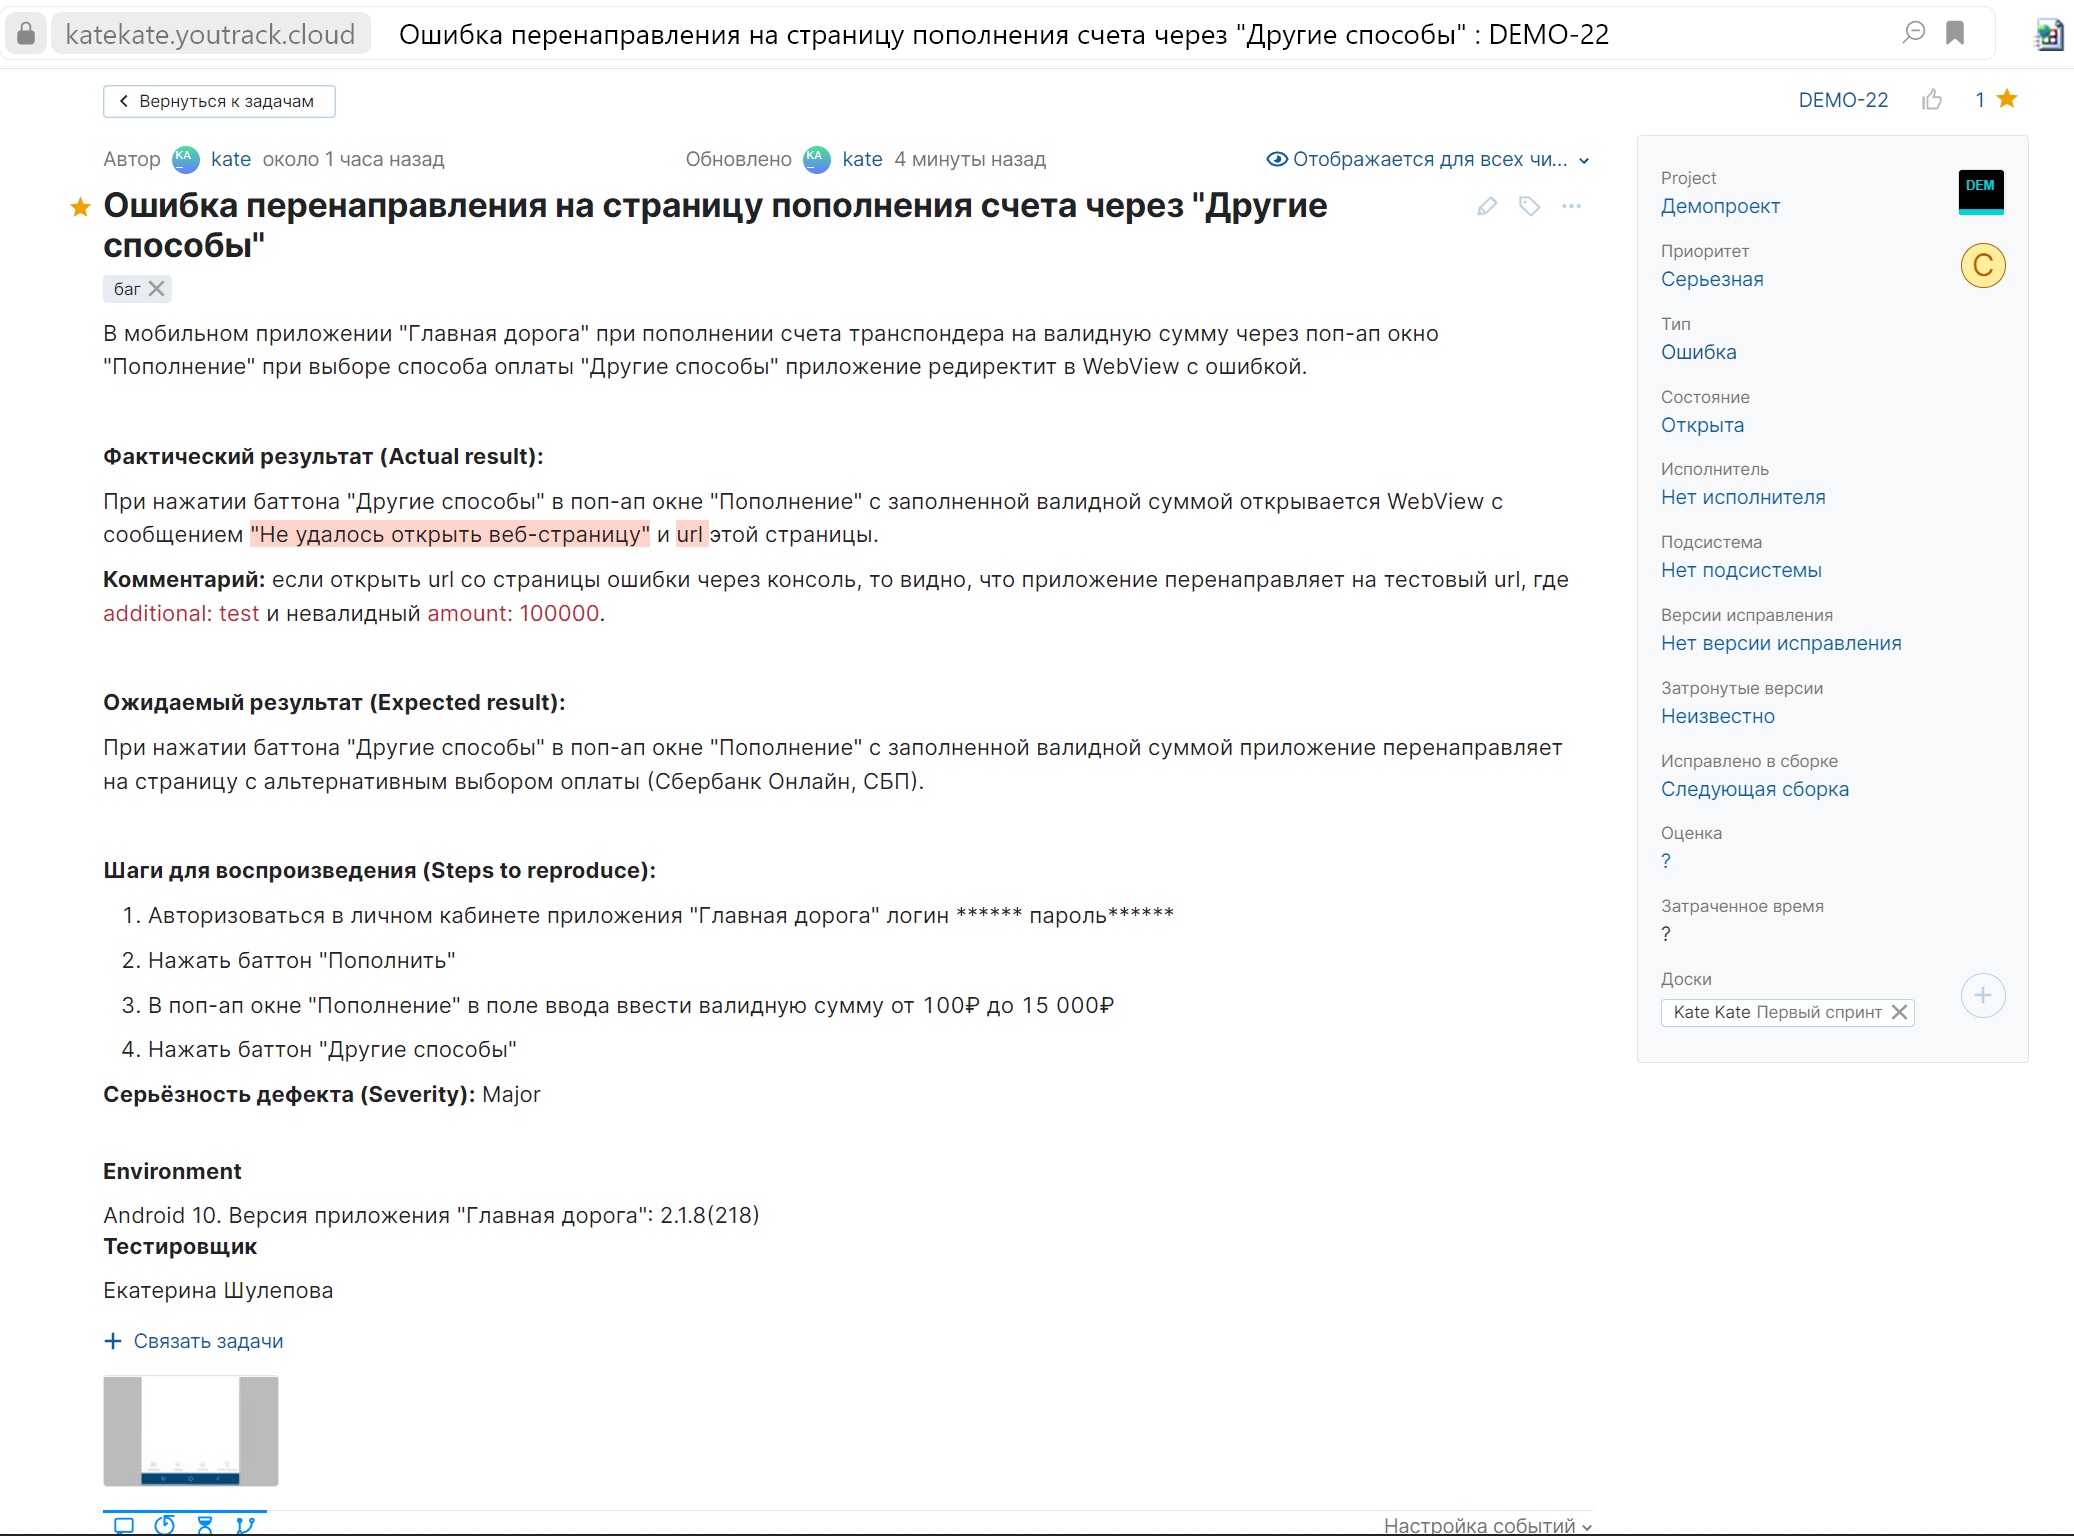 katekate.youtrack.cloud Ошибка перенаправления на страницу пополнения счета через "Другие способы" : DEMO-22
Вернуться к задачам
DEMO-22 1
Автор KA kate около 1 часа назад Обновлено KA kate 4 минуты назад Отображается для всех чи...
Ошибка перенаправления на страницу пополнения счета через "Другие
способы"
баг
В мобильном приложении "Главная дорога" при пополнении счета транспондера на валидную сумму через поп-ап окно
"Пополнение" при выборе способа оплаты "Другие способы" приложение редиректит в WebView с ошибкой.
Фактический результат (Actual result):
При нажатии баттона "Другие способы" в поп-ап окне "Пополнение" с заполненной валидной суммой открывается WebView с
сообщением "Не удалось открыть веб-страницу" и url этой страницы.
Комментарий: если открыть url со страницы ошибки через консоль, то видно, что приложение перенаправляет на тестовый url, где
additional: test и невалидный amount: 100000.
Ожидаемый результат (Expected result):
При нажатии баттона "Другие способы" в поп-ап окне "Пополнение" с заполненной валидной суммой приложение перенаправляет
на страницу с альтернативным выбором оплаты (Сбербанк Онлайн, СБП).
Шаги для воспроизведения (Steps to reproduce):
1. Авторизоваться в личном кабинете приложения "Главная дорога" логин ****** пароль******
2. Нажать баттон "Пополнить"
3. В поп-ап окне "Пополнение" в поле ввода ввести валидную сумму от 100₽ до 15 000₽
4. Нажать баттон "Другие способы"
Серьёзность дефекта (Severity): Major
Environment
Android 10. Версия приложения "Главная дорога": 2.1.8(218)
Тестировщик
Екатерина Шулепова
Связать задачи
Настройка событий
Project
Демопроект
DEM
Приоритет
Серьезная
С
Тип
Ошибка
Состояние
Открыта
Исполнитель
Нет исполнителя
Подсистема
Нет подсистемы
Версии исправления
Нет версии исправления
Затронутые версии
Неизвестно
Исправлено в сборке
Следующая сборка
Оценка
?
Затраченное время
?
Доски
Kate Kate Первый спринт